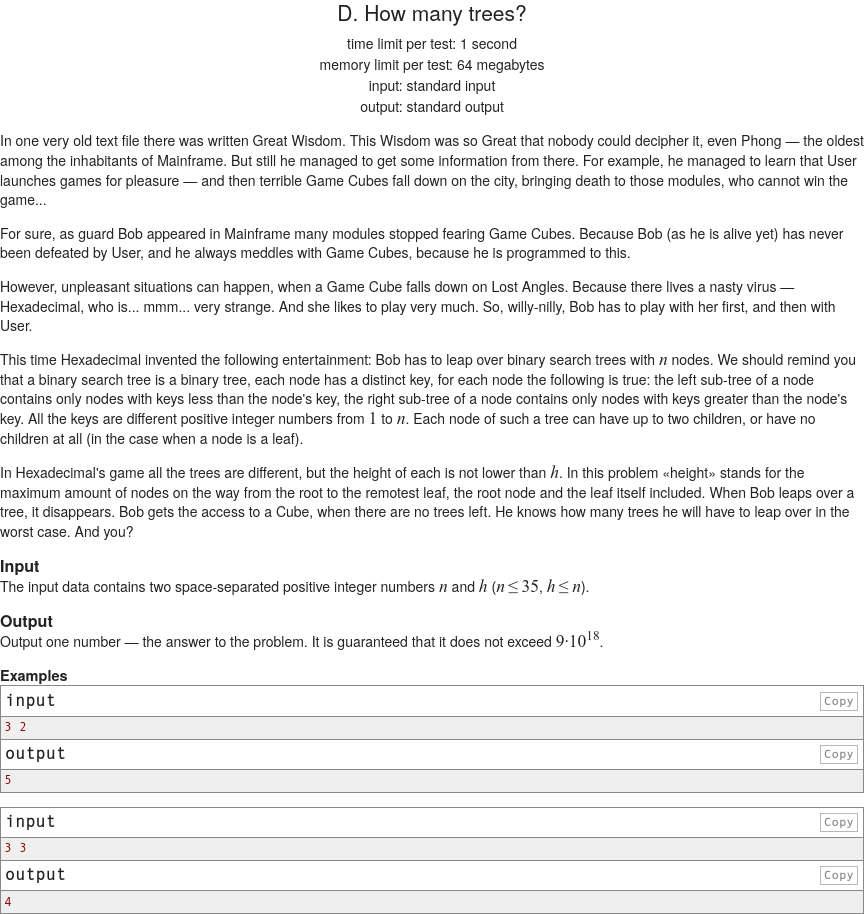 D. How many trees?
time limit per test: 1 second
memory limit per test: 64 megabytes
input: standard input
output: standard output
In one very old text file there was written Great Wisdom. This Wisdom was so Great that nobody could decipher it, even Phong — the oldest
among the inhabitants of Mainframe. But still he managed to get some information from there. For example, he managed to learn that User
launches games for pleasure — and then terrible Game Cubes fall down on the city, bringing death to those modules, who cannot win the
game...
For sure, as guard Bob appeared in Mainframe many modules stopped fearing Game Cubes. Because Bob (as he is alive yet) has never
been defeated by User, and he always meddles with Game Cubes, because he is programmed to this.
However, unpleasant situations can happen, when a Game Cube falls down on Lost Angles. Because there lives a nasty virus —
Hexadecimal, who is... mmm... very strange. And she likes to play very much. So, willy-nilly, Bob has to play with her first, and then with
User.
This time Hexadecimal invented the following entertainment: Bob has to leap over binary search trees with n nodes. We should remind you
that a binary search tree is a binary tree, each node has a distinct key, for each node the following is true: the left sub-tree of a node
contains only nodes with keys less than the node's key, the right sub-tree of a node contains only nodes with keys greater than the node's
key. All the keys are different positive integer numbers from 1 to n. Each node of such a tree can have up to two children, or have no
children at all (in the case when a node is a leaf).
In Hexadecimal's game all the trees are different, but the height of each is not lower than h. In this problem «height» stands for the
maximum amount of nodes on the way from the root to the remotest leaf, the root node and the leaf itself included. When Bob leaps over a
tree, it disappears. Bob gets the access to a Cube, when there are no trees left. He knows how many trees he will have to leap over in the
worst case. And you?
Input
The input data contains two space-separated positive integer numbers n and h (n ≤ 35, h ≤ n).
Output
Output one number — the answer to the problem. It is guaranteed that it does not exceed 9·10¹⁸.
Examples
input Copy
3 2
output Copy
5
input Copy
3 3
output Copy
4